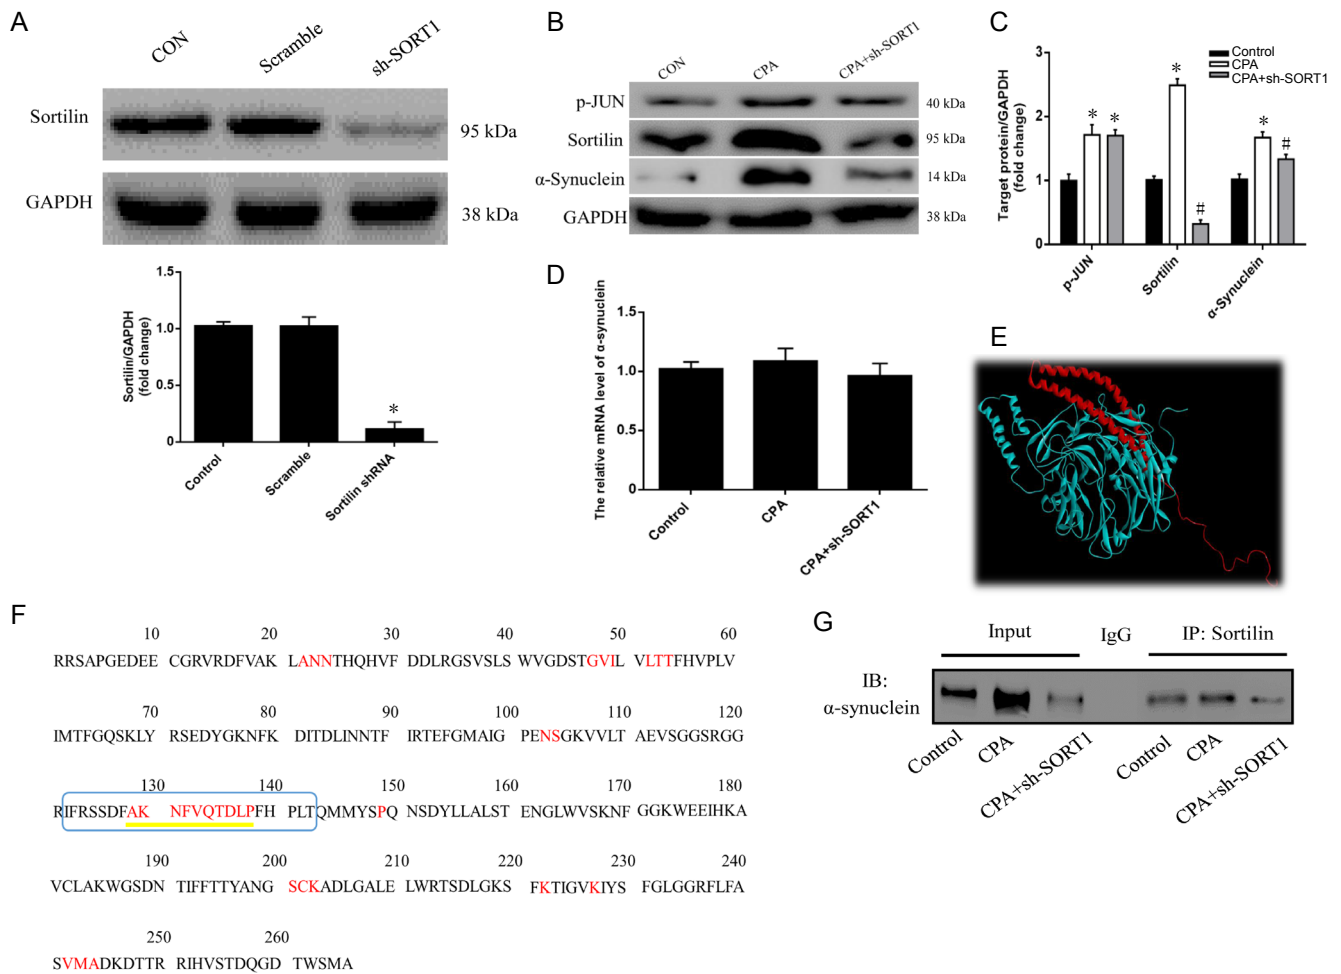 A
CON
Scramble
sh-SORT1
Sortilin
95 kDa
GAPDH
38 kDa
1.5
1.0
0.5
0
Sortilin/GAPDH
(fold change)
*
Control
Scramble
Sortilin shRNA
B
CON
CPA
CPA+sh-SORT1
p-JUN
40 kDa
Sortilin
95 kDa
α-Synuclein
14 kDa
GAPDH
38 kDa
C
Control
CPA
CPA+sh-SORT1
3
2
1
0
Target protein/GAPDH
(fold change)
* * * # * #
p-JUN
Sortilin
α-Synuclein
D
1.5
1.0
0.5
0
The relative mRNA level of α-synuclein
Control
CPA
CPA+sh-SORT1
E
F
10 20 30 40 50 60
RRSAPGEDEE CGRVRDFVAK LANNTHQHVF DDLRGSVSLS WVGDSTGVIL VLTTFHVPLV
70 80 90 100 110 120
IMTFGQSKLY RSEDYGKNFK DITDLINNTF IRTEFGMAIG PENSGKVVLT AEVSGGSRGG
130 140 150 160 170 180
RIFRSSDFAK NFVQTDLPFH PLTQMMYSPQ NSDYLLALST ENGLWVSKNF GGKWEEIHKA
190 200 210 220 230 240
VCLAKWGSDN TIFFTTYANG SCKADLGALE LWRTSDLGKS FKTIGVKIYS FGLGGRFLFA
250 260
SVMADKDTTR RIHVSTDQGD TWSMA
G
Input
IgG
IP: Sortilin
IB:
α-synuclein
Control
CPA
CPA+sh-SORT1
Control
CPA
CPA+sh-SORT1